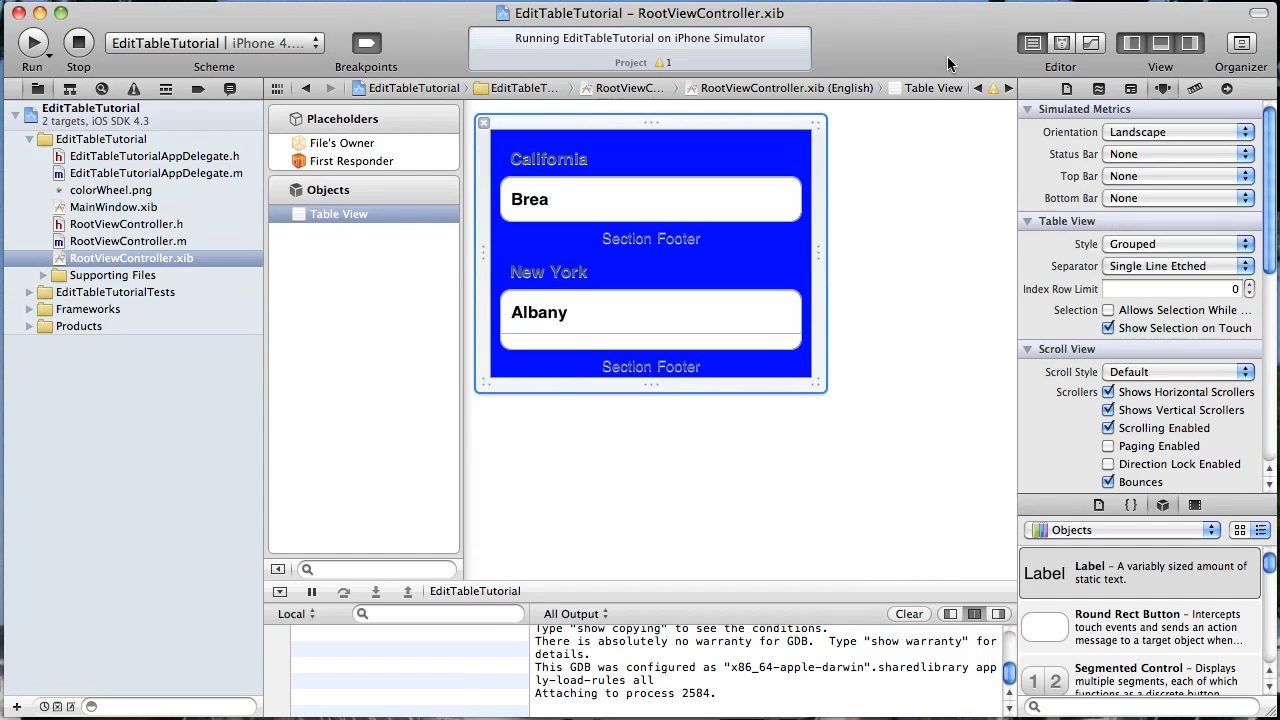 EditTableTutorial – RootViewController.xib
EditTableTutorial | iPhone 4....
Running EditTableTutorial on iPhone Simulator
Project 1
Run
Stop
Scheme
Breakpoints
Editor
View
Organizer
EditTableTutorial
EditTableT...
RootViewC...
RootViewController.xib (English)
Table View
EditTableTutorial
2 targets, iOS SDK 4.3
EditTableTutorial
EditTableTutorialAppDelegate.h
EditTableTutorialAppDelegate.m
colorWheel.png
MainWindow.xib
RootViewController.h
RootViewController.m
RootViewController.xib
Supporting Files
EditTableTutorialTests
Frameworks
Products
Placeholders
File's Owner
First Responder
Objects
Table View
California
Brea
Section Footer
New York
Albany
Section Footer
Simulated Metrics
Orientation Landscape
Status Bar None
Top Bar None
Bottom Bar None
Table View
Style Grouped
Separator Single Line Etched
Index Row Limit 0
Selection Allows Selection While ...
Show Selection on Touch
Scroll View
Scroll Style Default
Scrollers Shows Horizontal Scrollers
Shows Vertical Scrollers
Scrolling Enabled
Paging Enabled
Direction Lock Enabled
Bounces
Objects
Label
Label – A variably sized amount of
static text.
Round Rect Button – Intercepts
touch events and sends an action
message to a target object when...
1 2
Segmented Control – Displays
multiple segments, each of which
functions as a discrete button.
EditTableTutorial
Local
All Output
Clear
Type "show copying" to see the conditions.
There is absolutely no warranty for GDB.  Type "show warranty" for
details.
This GDB was configured as "x86_64-apple-darwin".sharedlibrary app
ly-load-rules all
Attaching to process 2584.